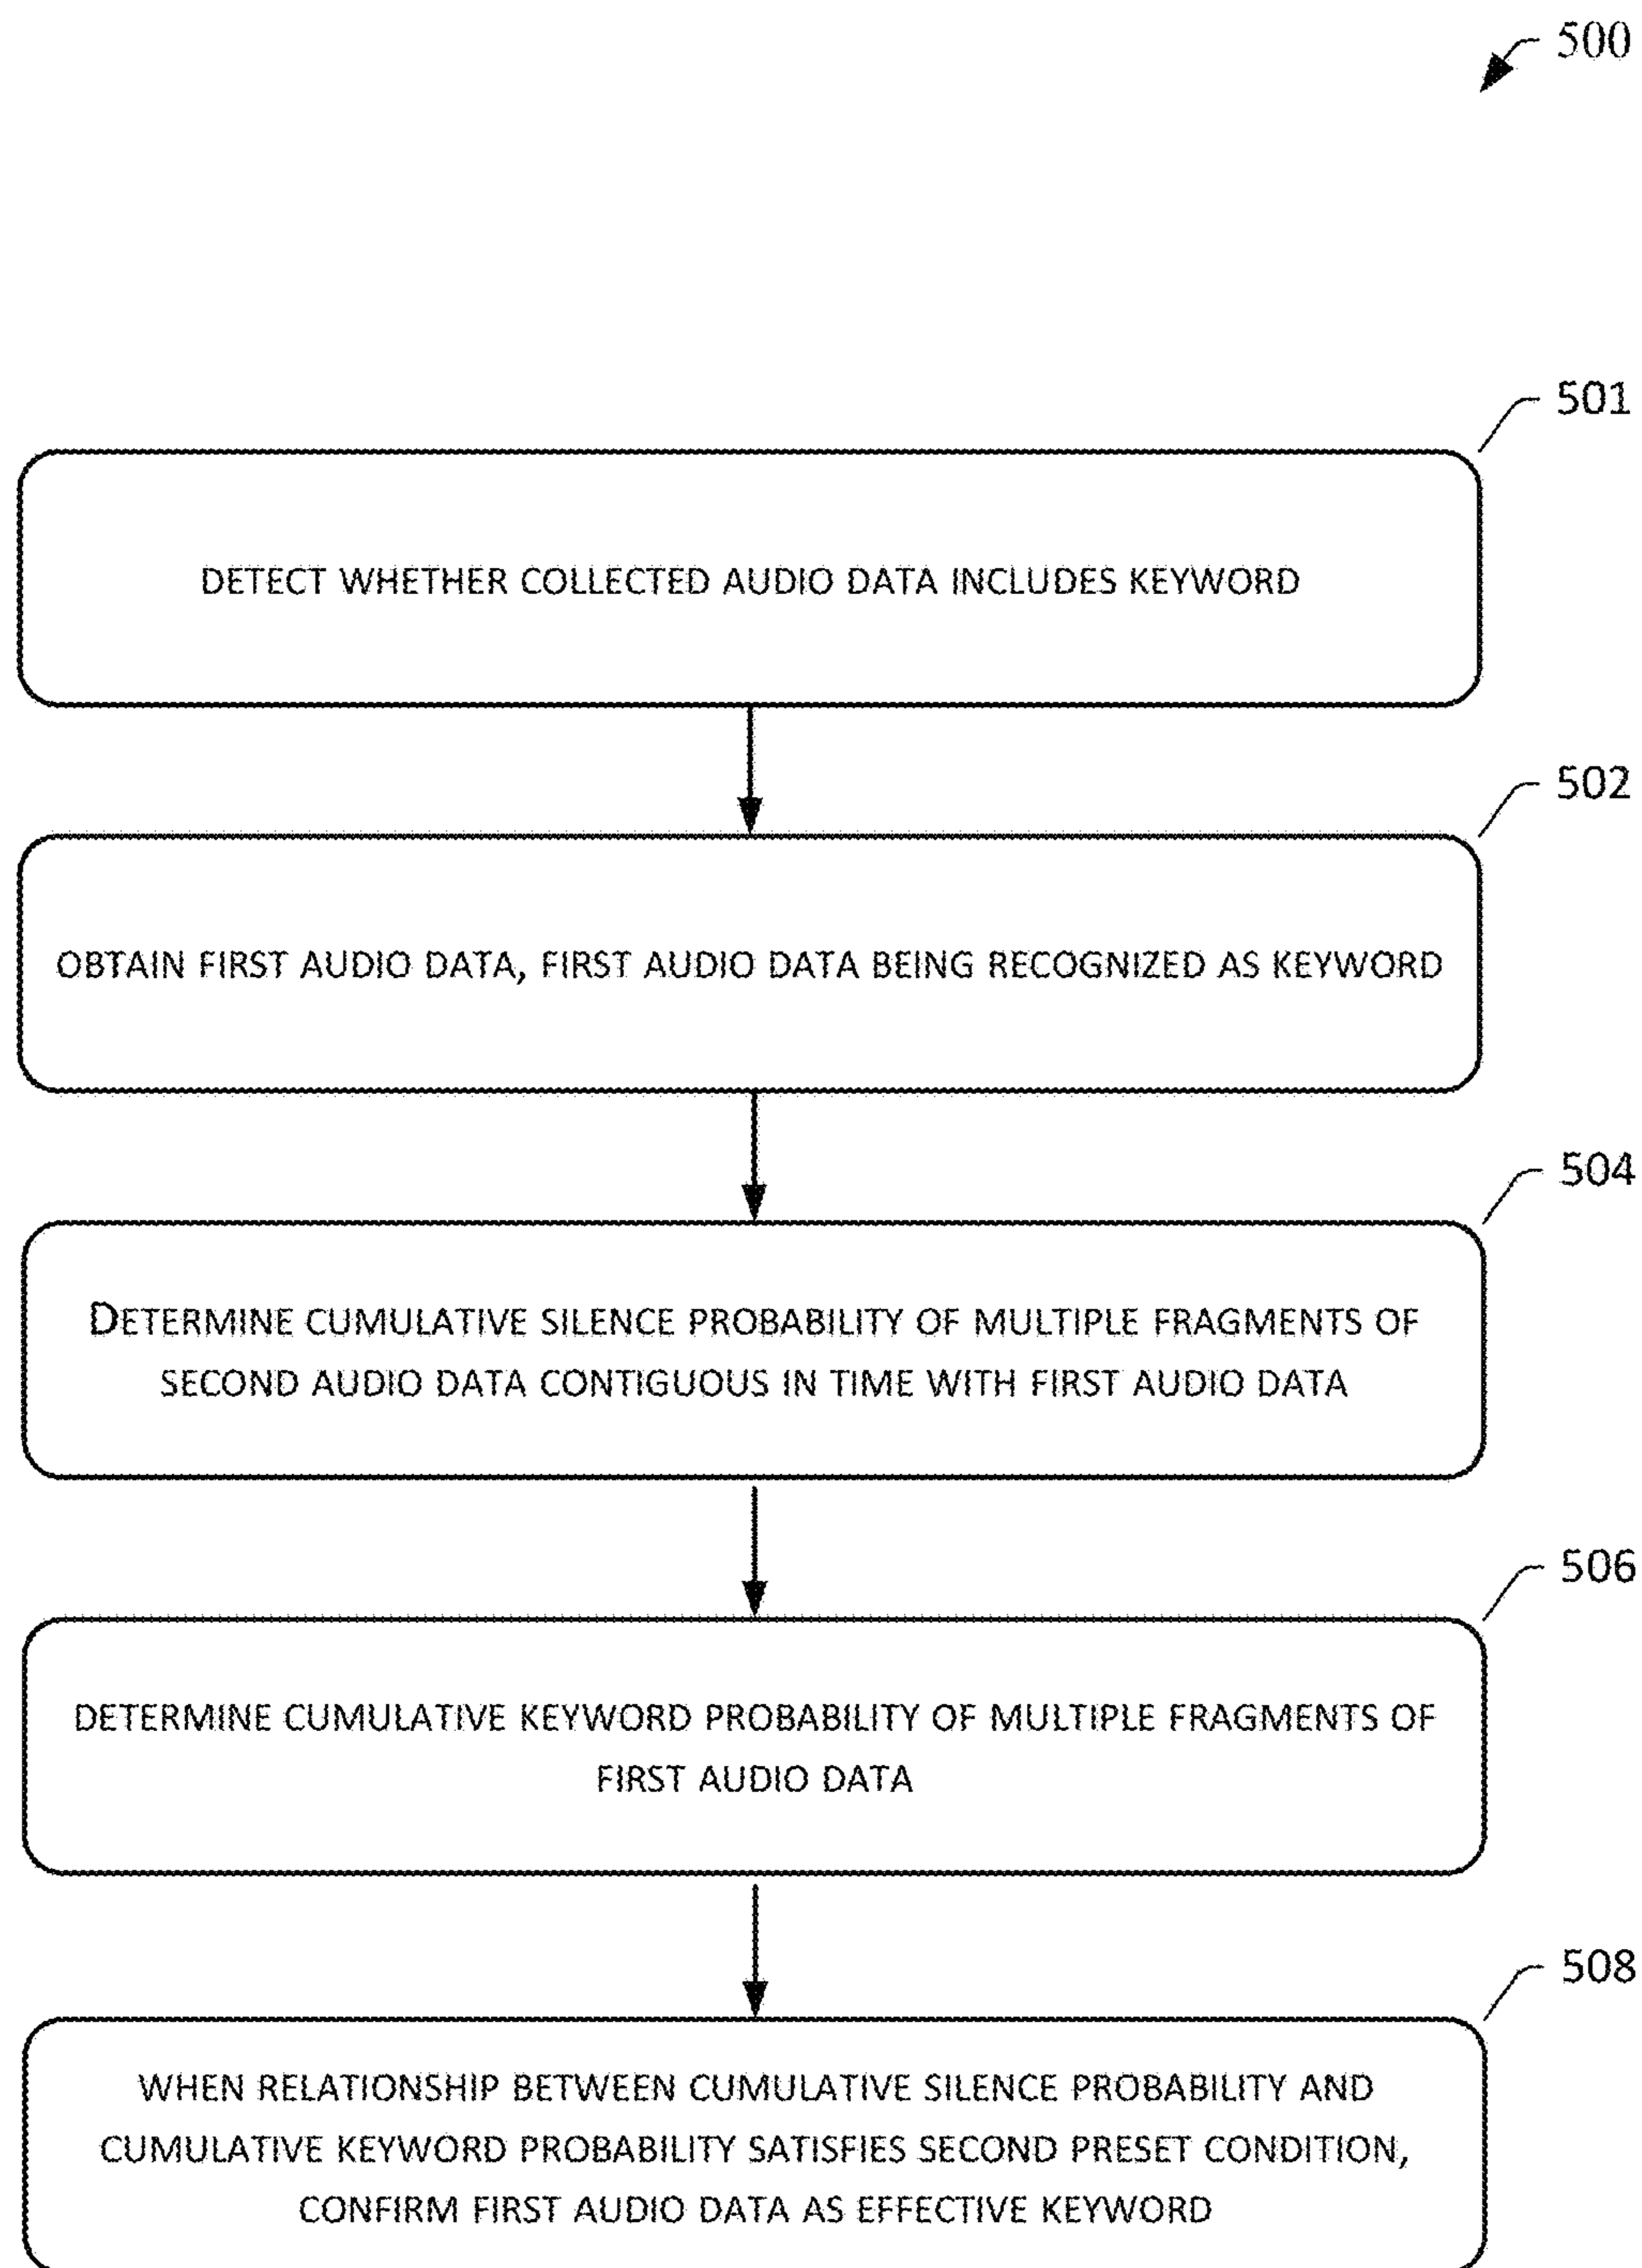 500
501
DETECT WHETHER COLLECTED AUDIO DATA INCLUDES KEYWORD
502
OBTAIN FIRST AUDIO DATA, FIRST AUDIO DATA BEING RECOGNIZED AS KEYWORD
504
DETERMINE CUMULATIVE SILENCE PROBABILITY OF MULTIPLE FRAGMENTS OF
SECOND AUDIO DATA CONTIGUOUS IN TIME WITH FIRST AUDIO DATA
506
DETERMINE CUMULATIVE KEYWORD PROBABILITY OF MULTIPLE FRAGMENTS OF
FIRST AUDIO DATA
508
WHEN RELATIONSHIP BETWEEN CUMULATIVE SILENCE PROBABILITY AND
CUMULATIVE KEYWORD PROBABILITY SATISFIES SECOND PRESET CONDITION,
CONFIRM FIRST AUDIO DATA AS EFFECTIVE KEYWORD